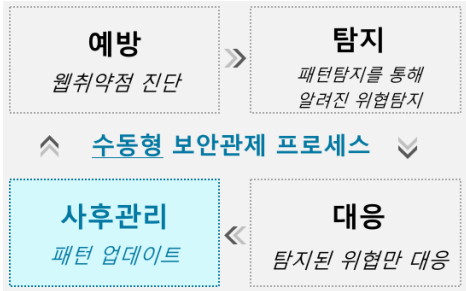 예방
웹취약점 진단
탐지
패턴탐지를 통해
알려진 위협탐지
수동형 보안관제 프로세스
사후관리
패턴 업데이트
대응
탐지된 위협만 대응